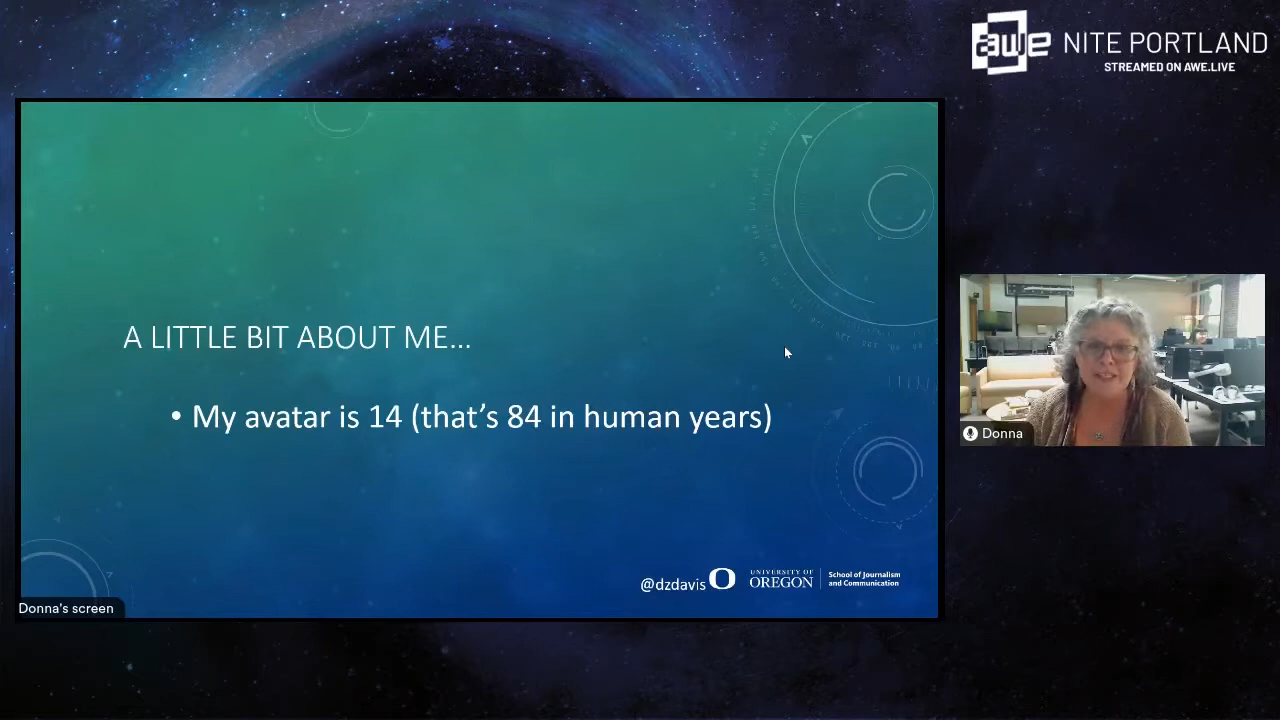 awe NITE PORTLAND
STREAMED ON AWE.LIVE
A LITTLE BIT ABOUT ME...
• My avatar is 14 (that's 84 in human years)
Donna
@dzdavis O UNIVERSITY OF OREGON School of Journalism and Communication
Donna's screen